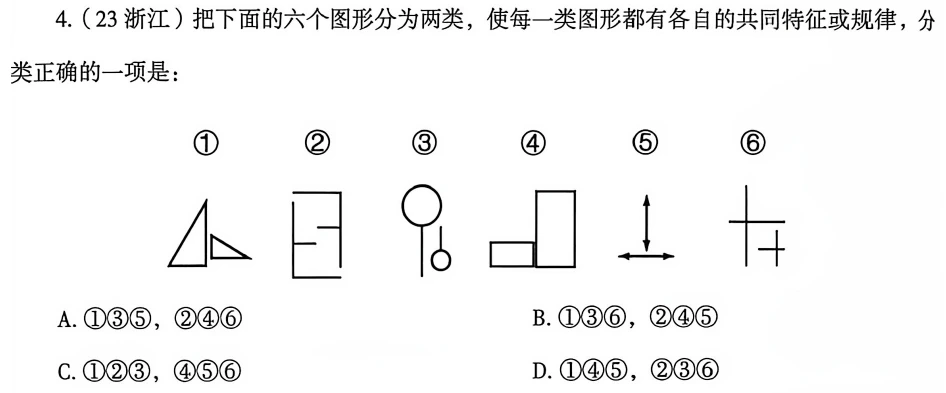 4.（23 浙江）把下面的六个图形分为两类，使每一类图形都有各自的共同特征或规律，分
类正确的一项是：
① ② ③ ④ ⑤ ⑥
A. ①③⑤，②④⑥ B. ①③⑥，②④⑤
C. ①②③，④⑤⑥ D. ①④⑤，②③⑥